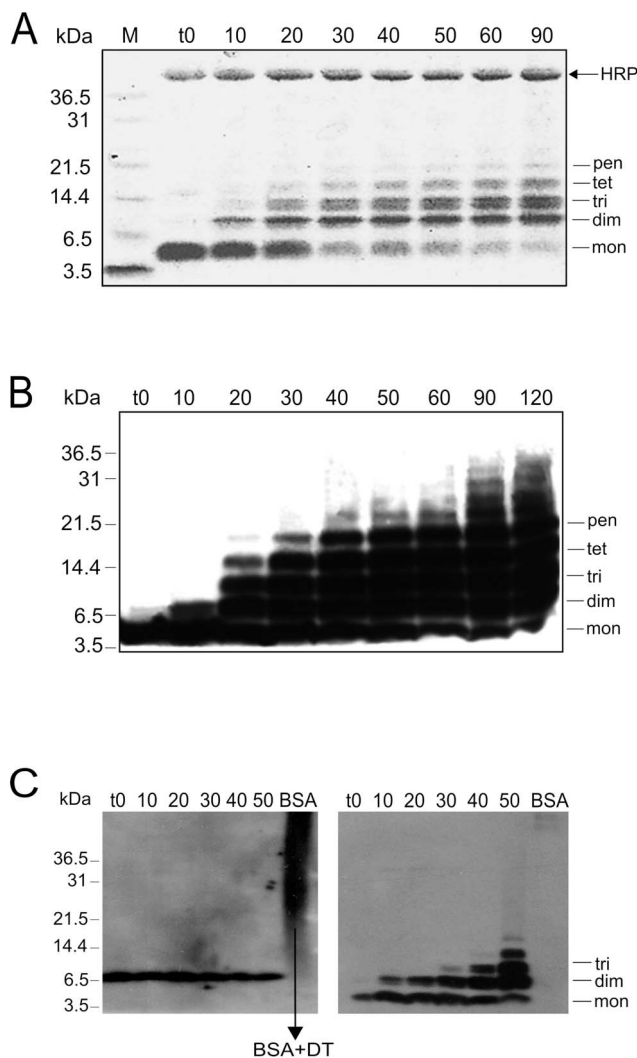 A
kDa M t0 10 20 30 40 50 60 90
HRP
36.5
31
21.5
14.4
6.5
3.5
pen
tet
tri
dim
mon
B
kDa t0 10 20 30 40 50 60 90 120
36.5
31
21.5
14.4
6.5
3.5
pen
tet
tri
dim
mon
C
kDa t0 10 20 30 40 50 BSA t0 10 20 30 40 50 BSA
36.5
31
21.5
14.4
6.5
3.5
tri
dim
mon
BSA+DT